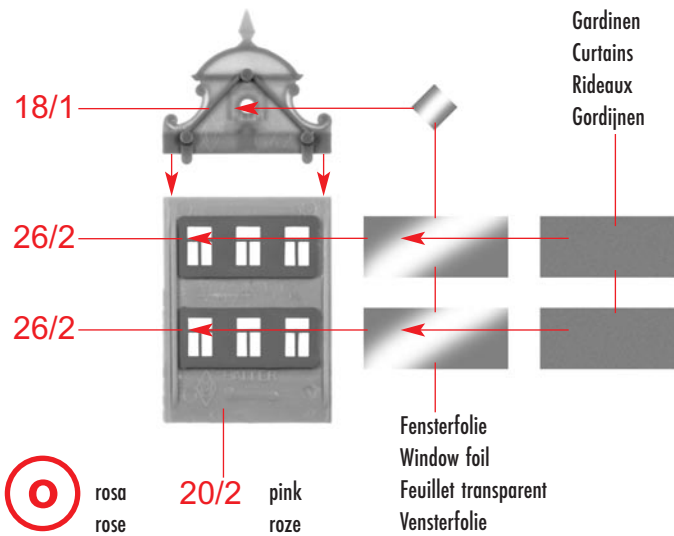 Gardinen
Curtains
Rideaux
Gordijnen
18/1
26/2
26/2
FALLER
Fensterfolie
Window foil
Feuillet transparent
Vensterfolie
O rosa 20/2 pink
rose roze